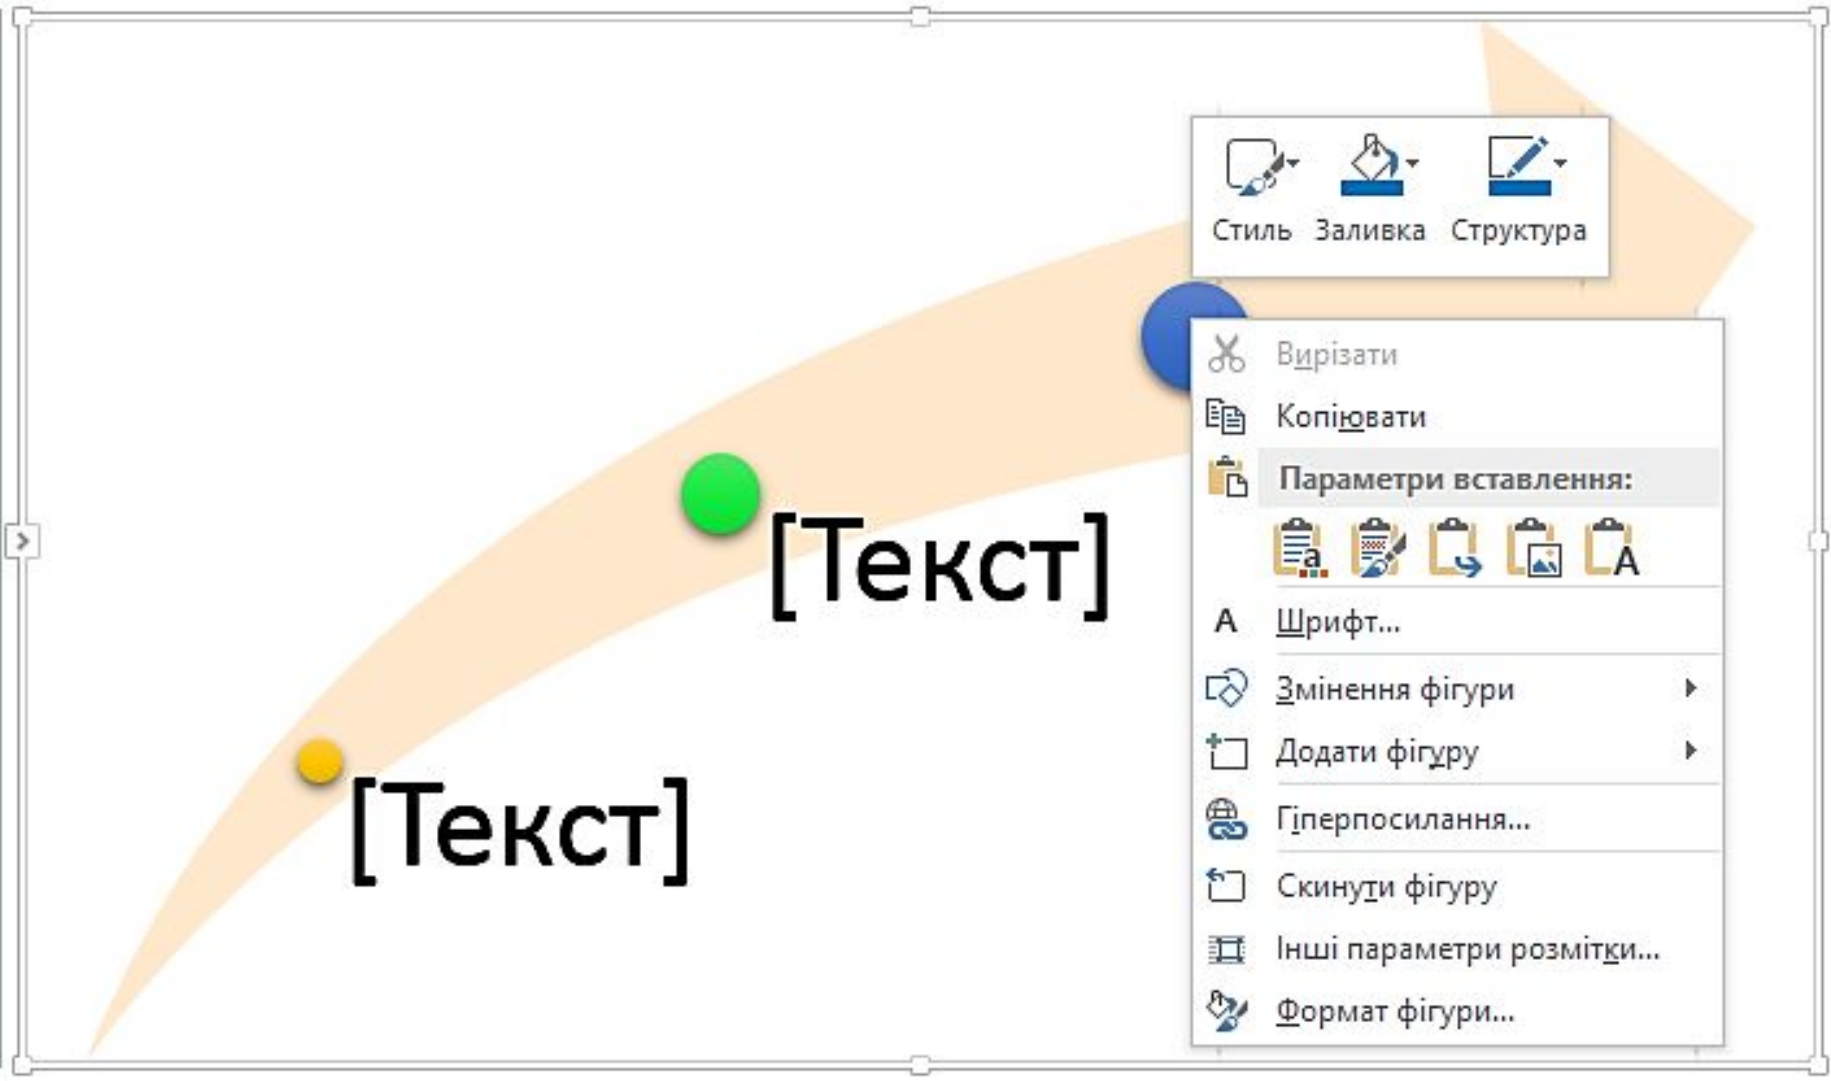 Стиль Заливка Структура
Вирізати
Копіювати
Параметри вставлення:
[Текст]
Шрифт...
Змінення фігури
Додати фігуру
[Текст]
Гіперпосилання...
Скинути фігуру
Інші параметри розмітки...
Формат фігури...